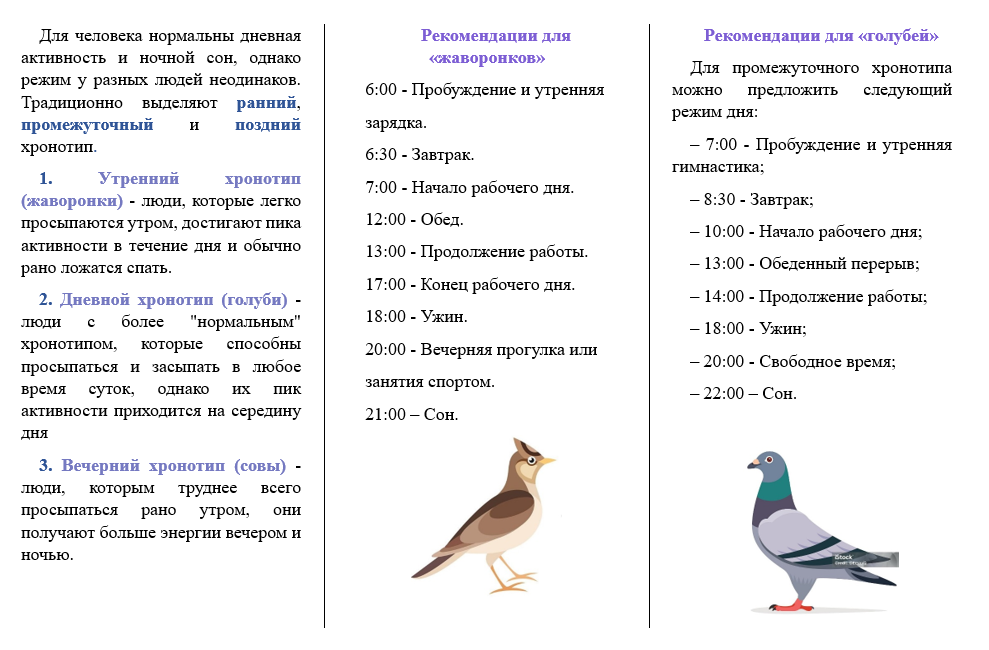 Для человека нормальны дневная
активность и ночной сон, однако
режим у разных людей неодинаков.
Традиционно выделяют ранний,
промежуточный и поздний
хронотип.
1. Утренний хронотип
(жаворонки) - люди, которые легко
просыпаются утром, достигают пика
активности в течение дня и обычно
рано ложатся спать.
2. Дневной хронотип (голуби) -
люди с более "нормальным"
хронотипом, которые способны
просыпаться и засыпать в любое
время суток, однако их пик
активности приходится на середину
дня
3. Вечерний хронотип (совы) -
люди, которым труднее всего
просыпаться рано утром, они
получают больше энергии вечером и
ночью.
Рекомендации для
«жаворонков»
6:00 - Пробуждение и утренняя
зарядка.
6:30 - Завтрак.
7:00 - Начало рабочего дня.
12:00 - Обед.
13:00 - Продолжение работы.
17:00 - Конец рабочего дня.
18:00 - Ужин.
20:00 - Вечерняя прогулка или
занятия спортом.
21:00 – Сон.
Рекомендации для «голубей»
Для промежуточного хронотипа
можно предложить следующий
режим дня:
– 7:00 - Пробуждение и утренняя
гимнастика;
– 8:30 - Завтрак;
– 10:00 - Начало рабочего дня;
– 13:00 - Обеденный перерыв;
– 14:00 - Продолжение работы;
– 18:00 - Ужин;
– 20:00 - Свободное время;
– 22:00 – Сон.
iStock